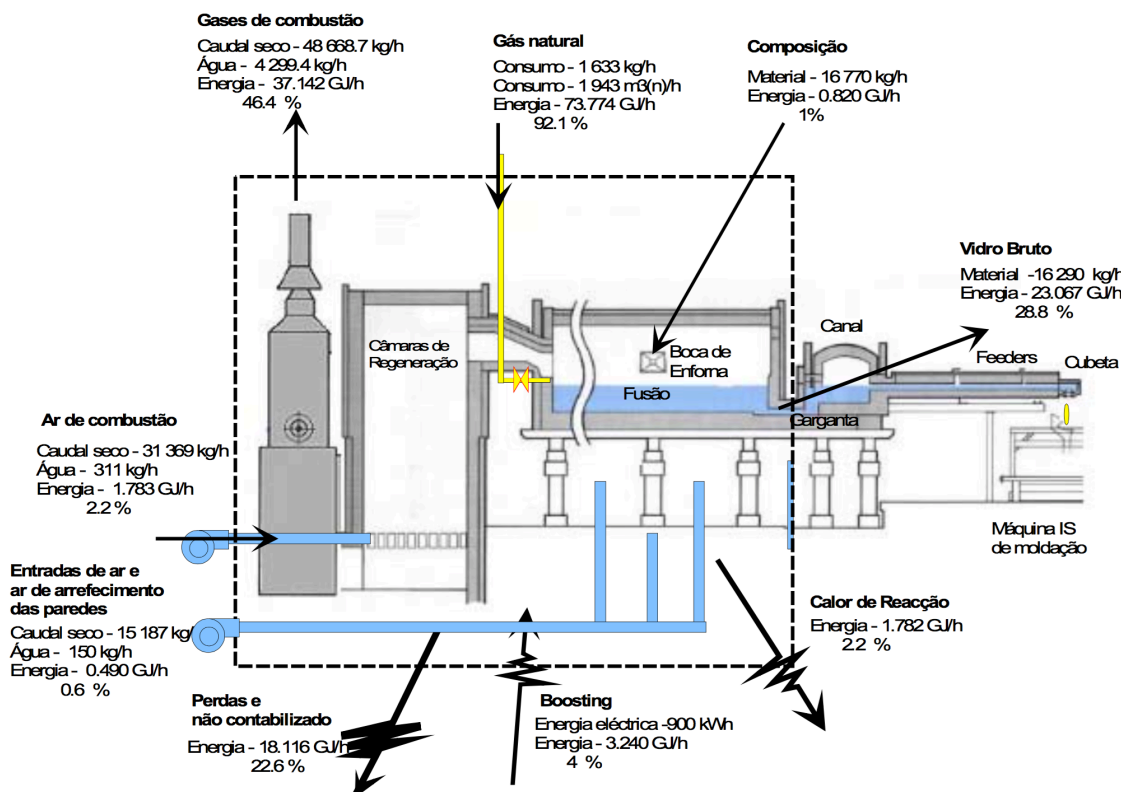 Gases de combustão
Caudal seco - 48 668.7 kg/h
Água - 4 299.4 kg/h
Energia - 37.142 GJ/h
46.4 %
Gás natural
Consumo - 1 633 kg/h
Consumo - 1 943 m3(n)/h
Energia - 73.774 GJ/h
92.1 %
Composição
Material - 16 770 kg/h
Energia - 0.820 GJ/h
1%
Vidro Bruto
Material -16 290 kg/h
Energia - 23.067 GJ/h
28.8 %
Câmaras de
Regeneração
Boca de
Enforna
Fusão
Canal
Feeders
Cubeta
Garganta
Ar de combustão
Caudal seco - 31 369 kg/h
Água - 311 kg/h
Energia - 1.783 GJ/h
2.2 %
Máquina IS
de moldação
Entradas de ar e
ar de arrefecimento
das paredes
Caudal seco - 15 187 kg/
Água - 150 kg/h
Energia - 0.490 GJ/h
0.6 %
Calor de Reacção
Energia - 1.782 GJ/h
2.2 %
Perdas e
não contabilizado
Energia - 18.116 GJ/h
22.6 %
Boosting
Energia eléctrica -900 kWh
Energia - 3.240 GJ/h
4 %